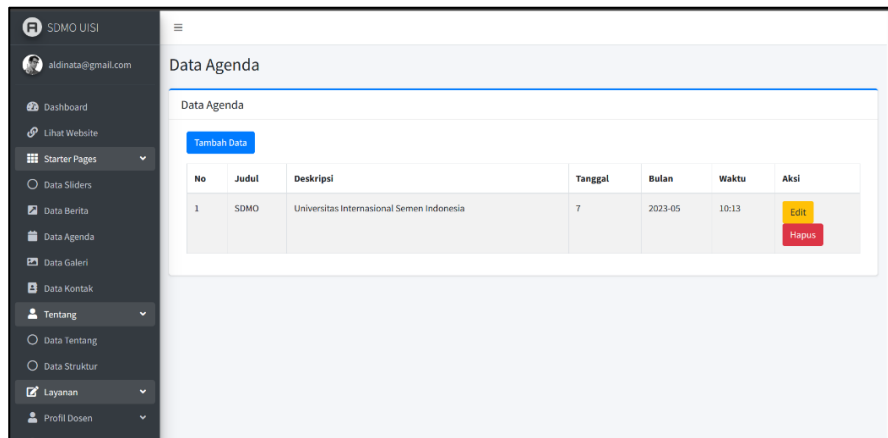 SDMO UISI
aldinata@gmail.com
Dashboard
Lihat Website
Starter Pages
Data Sliders
Data Berita
Data Agenda
Data Galeri
Data Kontak
Tentang
Data Tentang
Data Struktur
Layanan
Profil Dosen
Data Agenda
Data Agenda
Tambah Data
No Judul Deskripsi Tanggal Bulan Waktu Aksi
1 SDMO Universitas Internasional Semen Indonesia 7 2023-05 10:13 Edit
Hapus